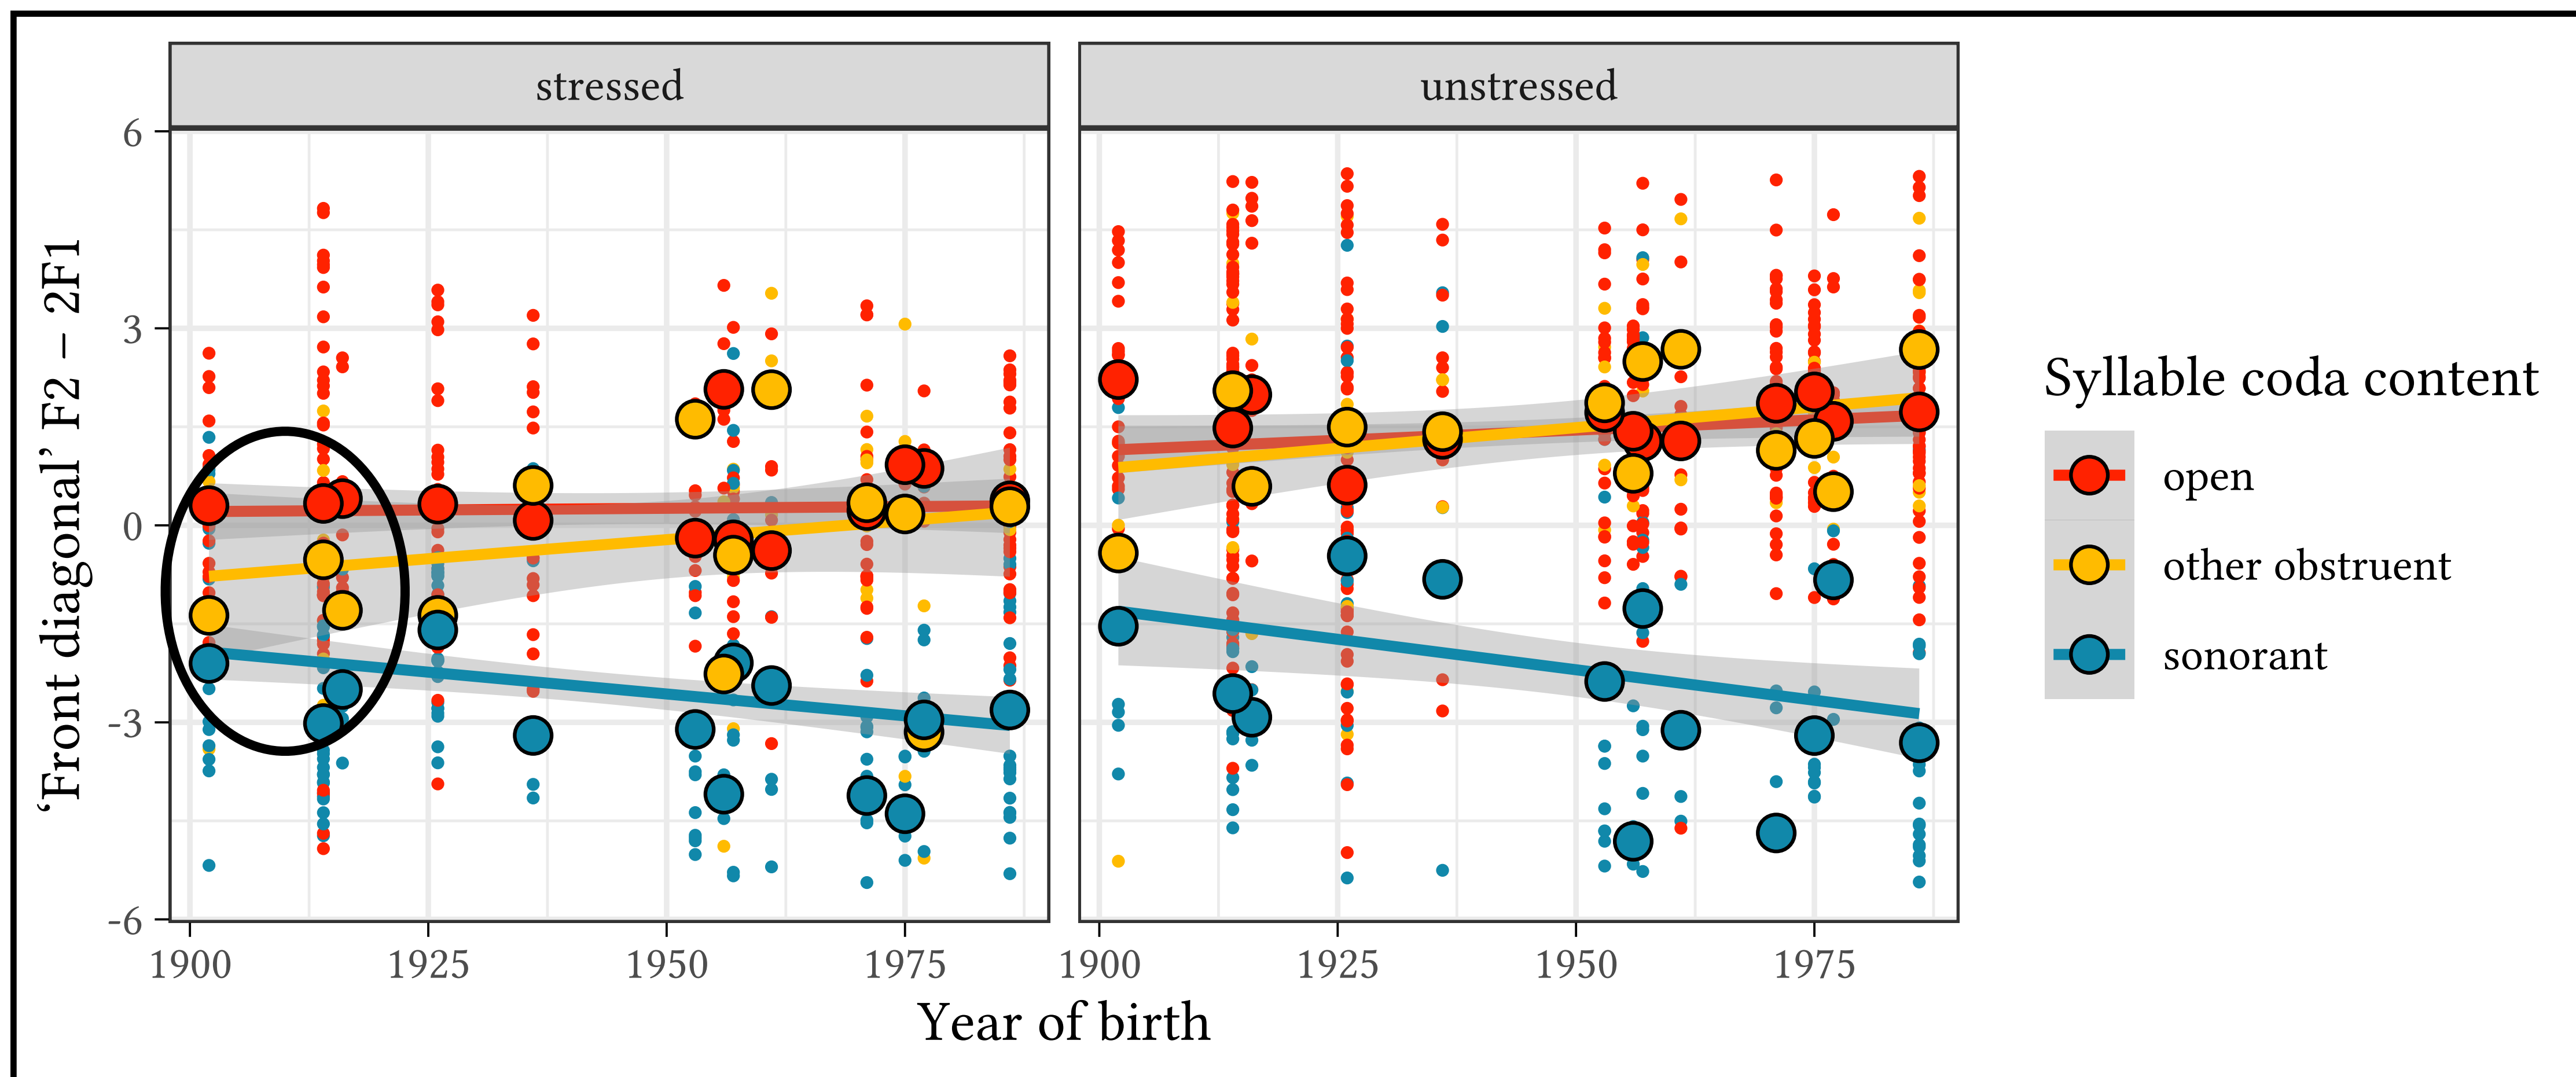 stressed
unstressed
‘Front diagonal’ F2 – 2F1
6
3
0
-3
-6
1900
1925
1950
1975
1900
1925
1950
1975
Year of birth
Syllable coda content
open
other obstruent
sonorant